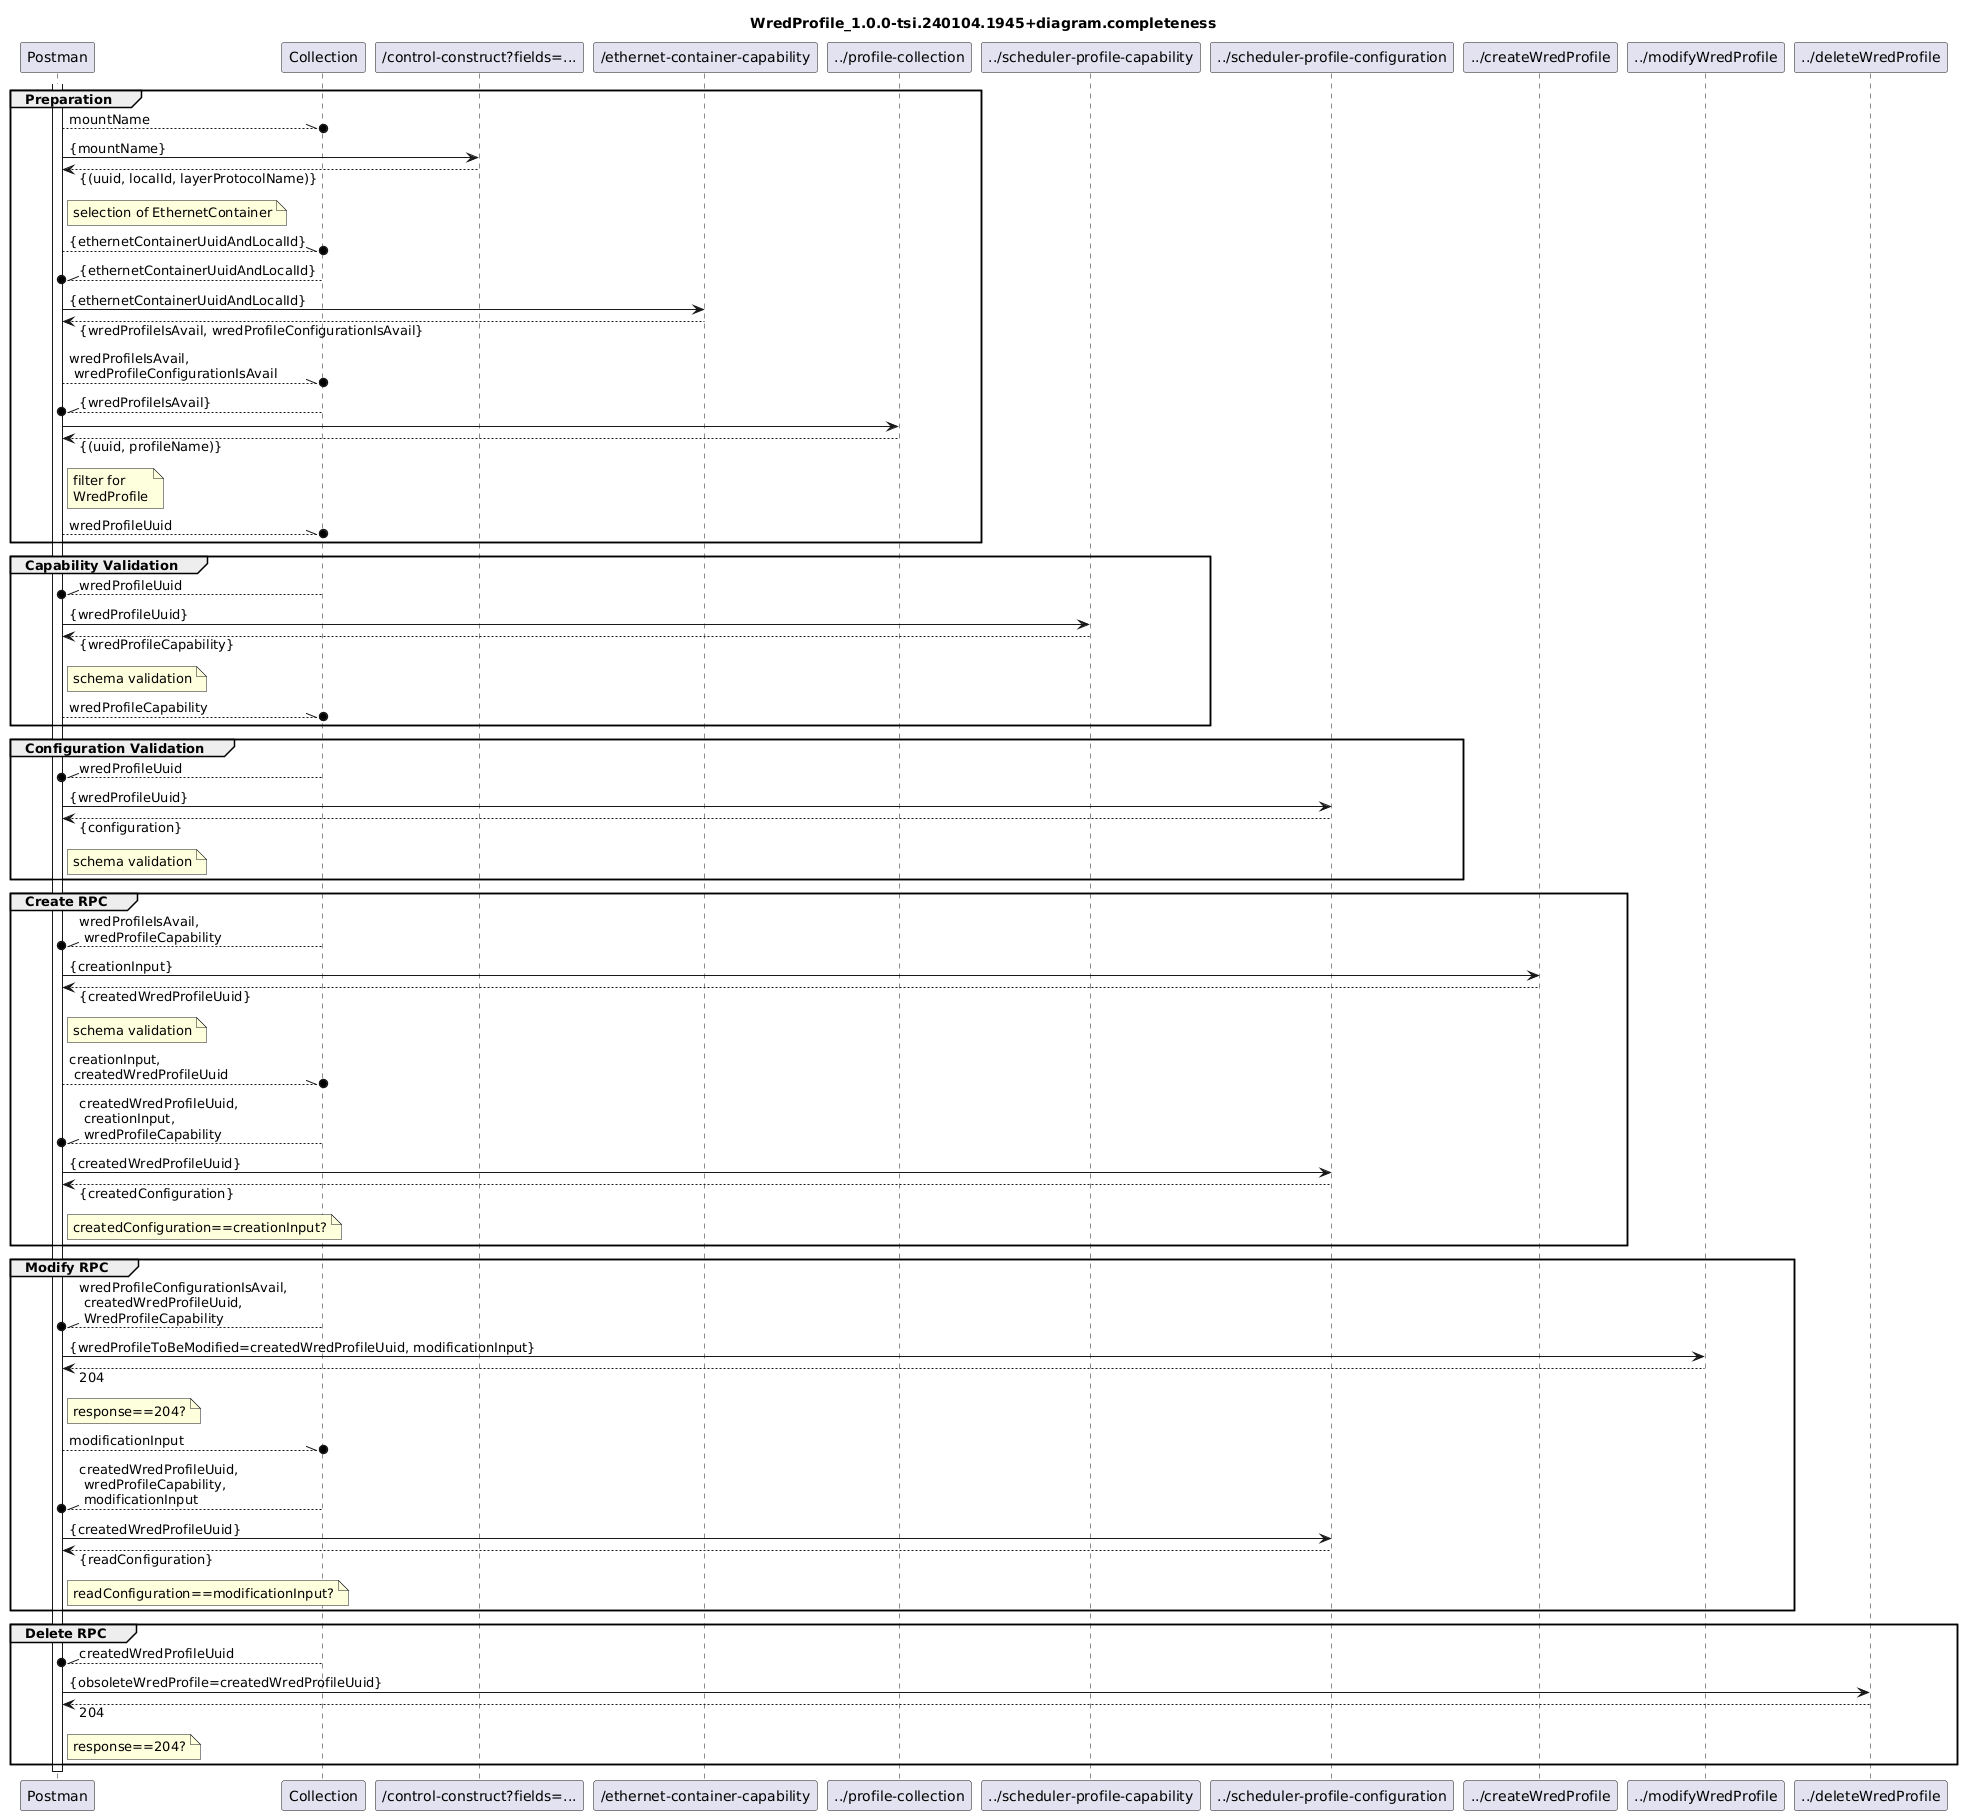 WredProfile_1.0.0-tsi.240104.1945+diagram.completeness
Postman
Collection
/control-construct?fields=...
/ethernet-container-capability
../profile-collection
../scheduler-profile-capability
../scheduler-profile-configuration
../createWredProfile
../modifyWredProfile
../deleteWredProfile
Preparation
mountName
{mountName}
{(uuid, localId, layerProtocolName)}
selection of EthernetContainer
{ethernetContainerUuidAndLocalId}
{ethernetContainerUuidAndLocalId}
{ethernetContainerUuidAndLocalId}
{wredProfileIsAvail, wredProfileConfigurationIsAvail}
wredProfileIsAvail,
wredProfileConfigurationIsAvail
{wredProfileIsAvail}
{(uuid, profileName)}
filter for
WredProfile
wredProfileUuid
Capability Validation
wredProfileUuid
{wredProfileUuid}
{wredProfileCapability}
schema validation
wredProfileCapability
Configuration Validation
wredProfileUuid
{wredProfileUuid}
{configuration}
schema validation
Create RPC
wredProfileIsAvail,
wredProfileCapability
{creationInput}
{createdWredProfileUuid}
schema validation
creationInput,
createdWredProfileUuid
createdWredProfileUuid,
creationInput,
wredProfileCapability
{createdWredProfileUuid}
{createdConfiguration}
createdConfiguration==creationInput?
Modify RPC
wredProfileConfigurationIsAvail,
createdWredProfileUuid,
WredProfileCapability
{wredProfileToBeModified=createdWredProfileUuid, modificationInput}
204
response==204?
modificationInput
createdWredProfileUuid,
wredProfileCapability,
modificationInput
{createdWredProfileUuid}
{readConfiguration}
readConfiguration==modificationInput?
Delete RPC
createdWredProfileUuid
{obsoleteWredProfile=createdWredProfileUuid}
204
response==204?
Postman
Collection
/control-construct?fields=...
/ethernet-container-capability
../profile-collection
../scheduler-profile-capability
../scheduler-profile-configuration
../createWredProfile
../modifyWredProfile
../deleteWredProfile